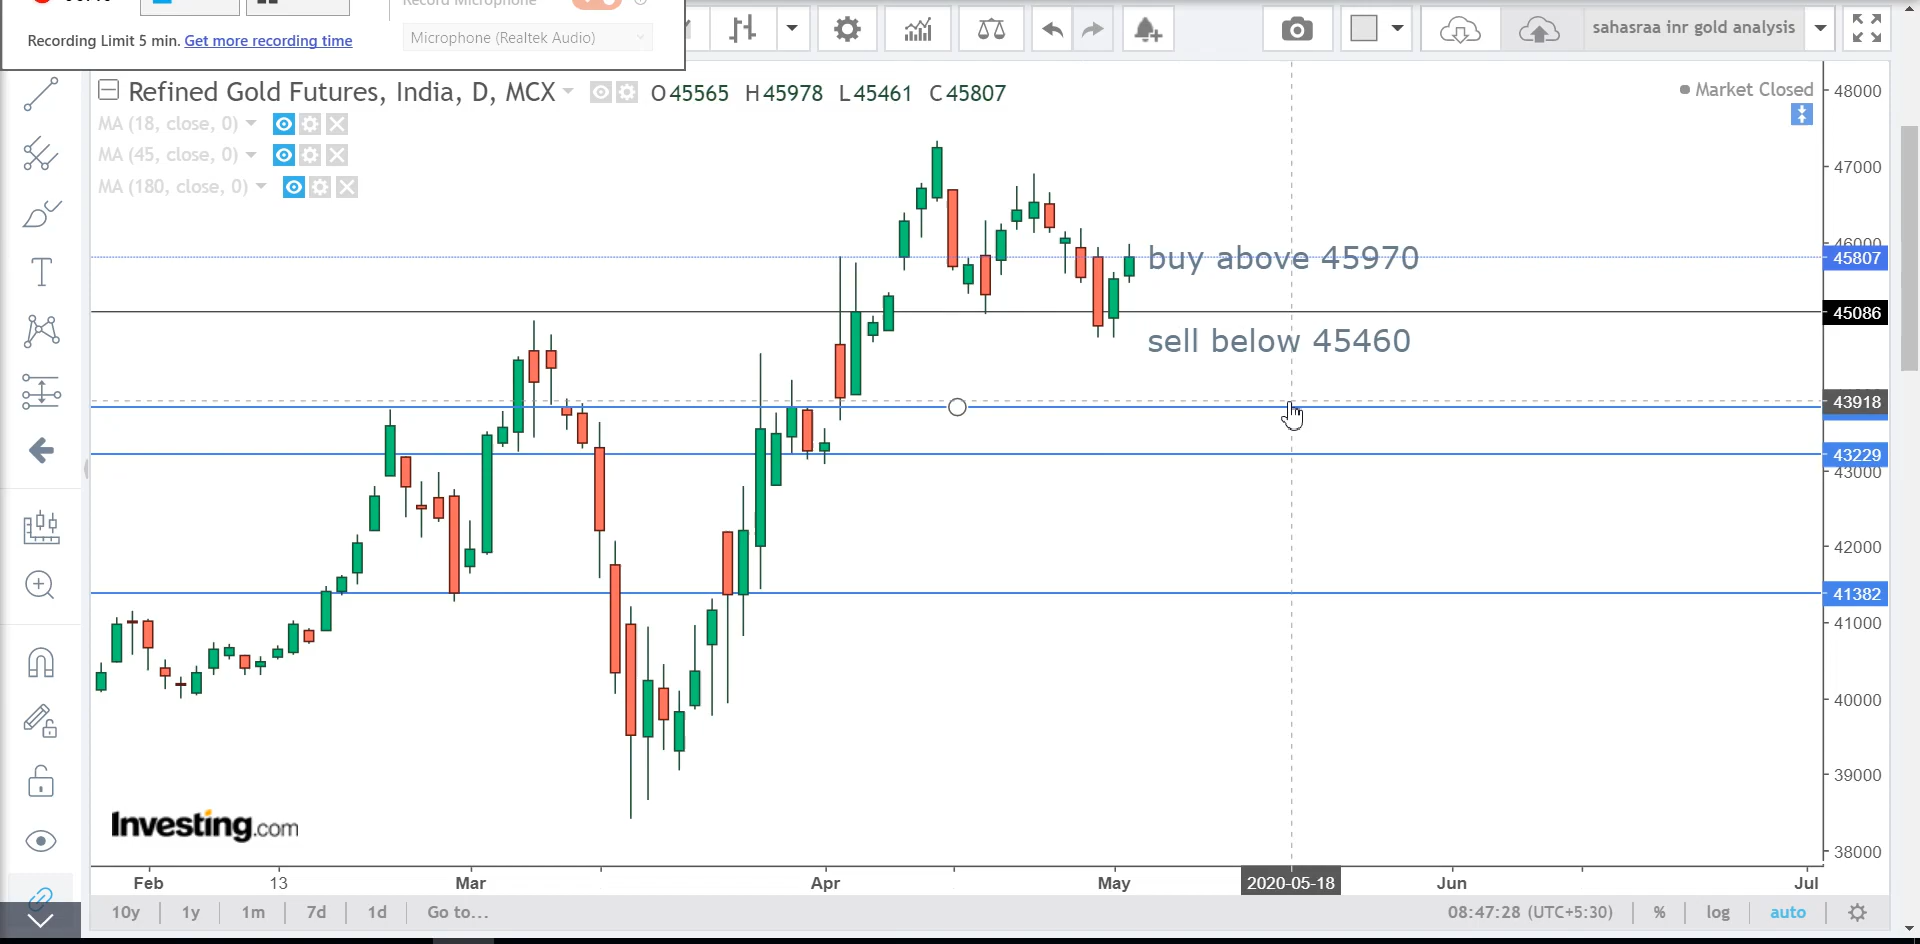 Recording Limit 5 min. Get more recording time
Microphone (Realtek Audio)
sahasraa inr gold analysis
Refined Gold Futures, India, D, MCX O45565 H45978 L45461 C45807
Market Closed
MA (18, close, 0)
MA (45, close, 0)
MA (180, close, 0)
48000
47000
46000
buy above 45970
45807
45086
sell below 45460
43918
43229
43000
42000
41382
41000
40000
39000
38000
Investing.com
Feb 13 Mar Apr May 2020-05-18 Jun Jul
10y 1y 1m 7d 1d Go to... 08:47:28 (UTC+5:30) % log auto